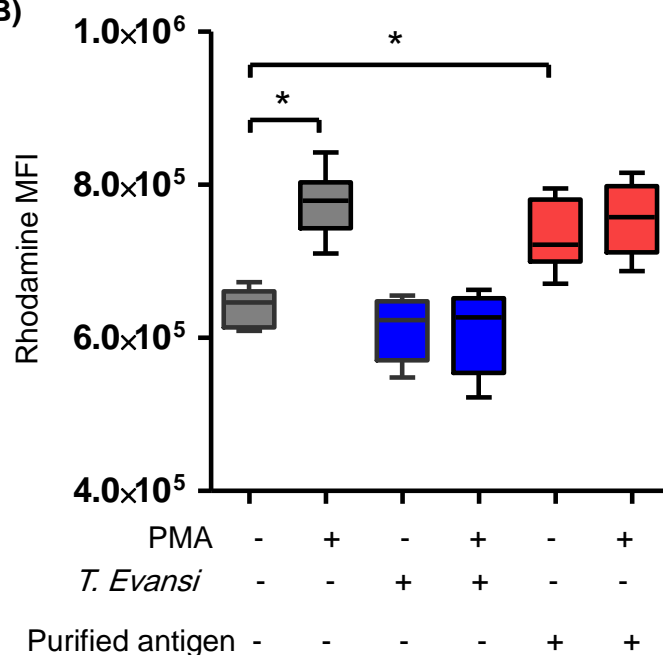 B)
1.0×10⁶
*
*
8.0×10⁵
Rhodamine MFI
6.0×10⁵
4.0×10⁵
PMA - + - + - +
T. Evansi - - + + - -
Purified antigen - - - - + +